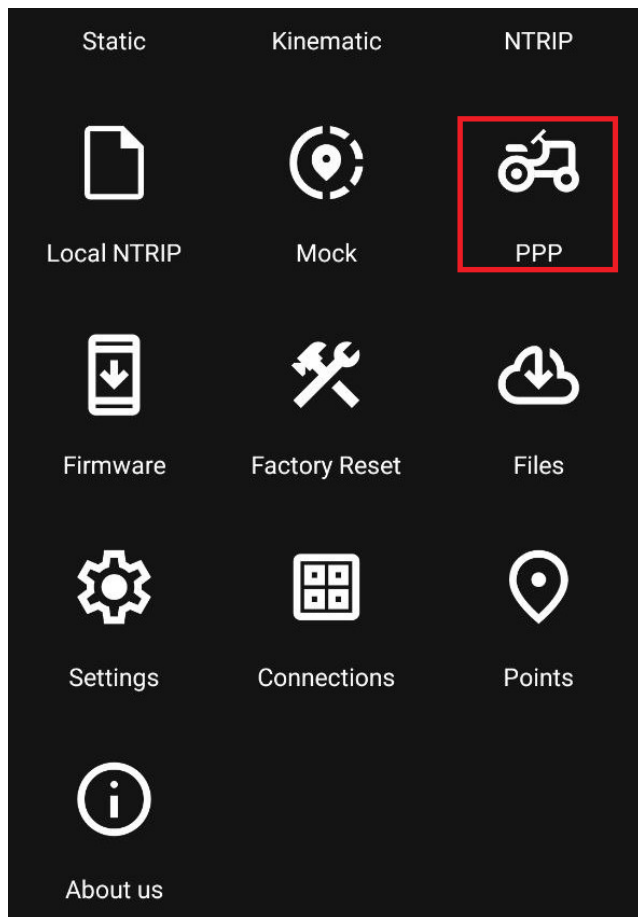 Static Kinematic NTRIP
Local NTRIP Mock PPP
Firmware Factory Reset Files
Settings Connections Points
About us